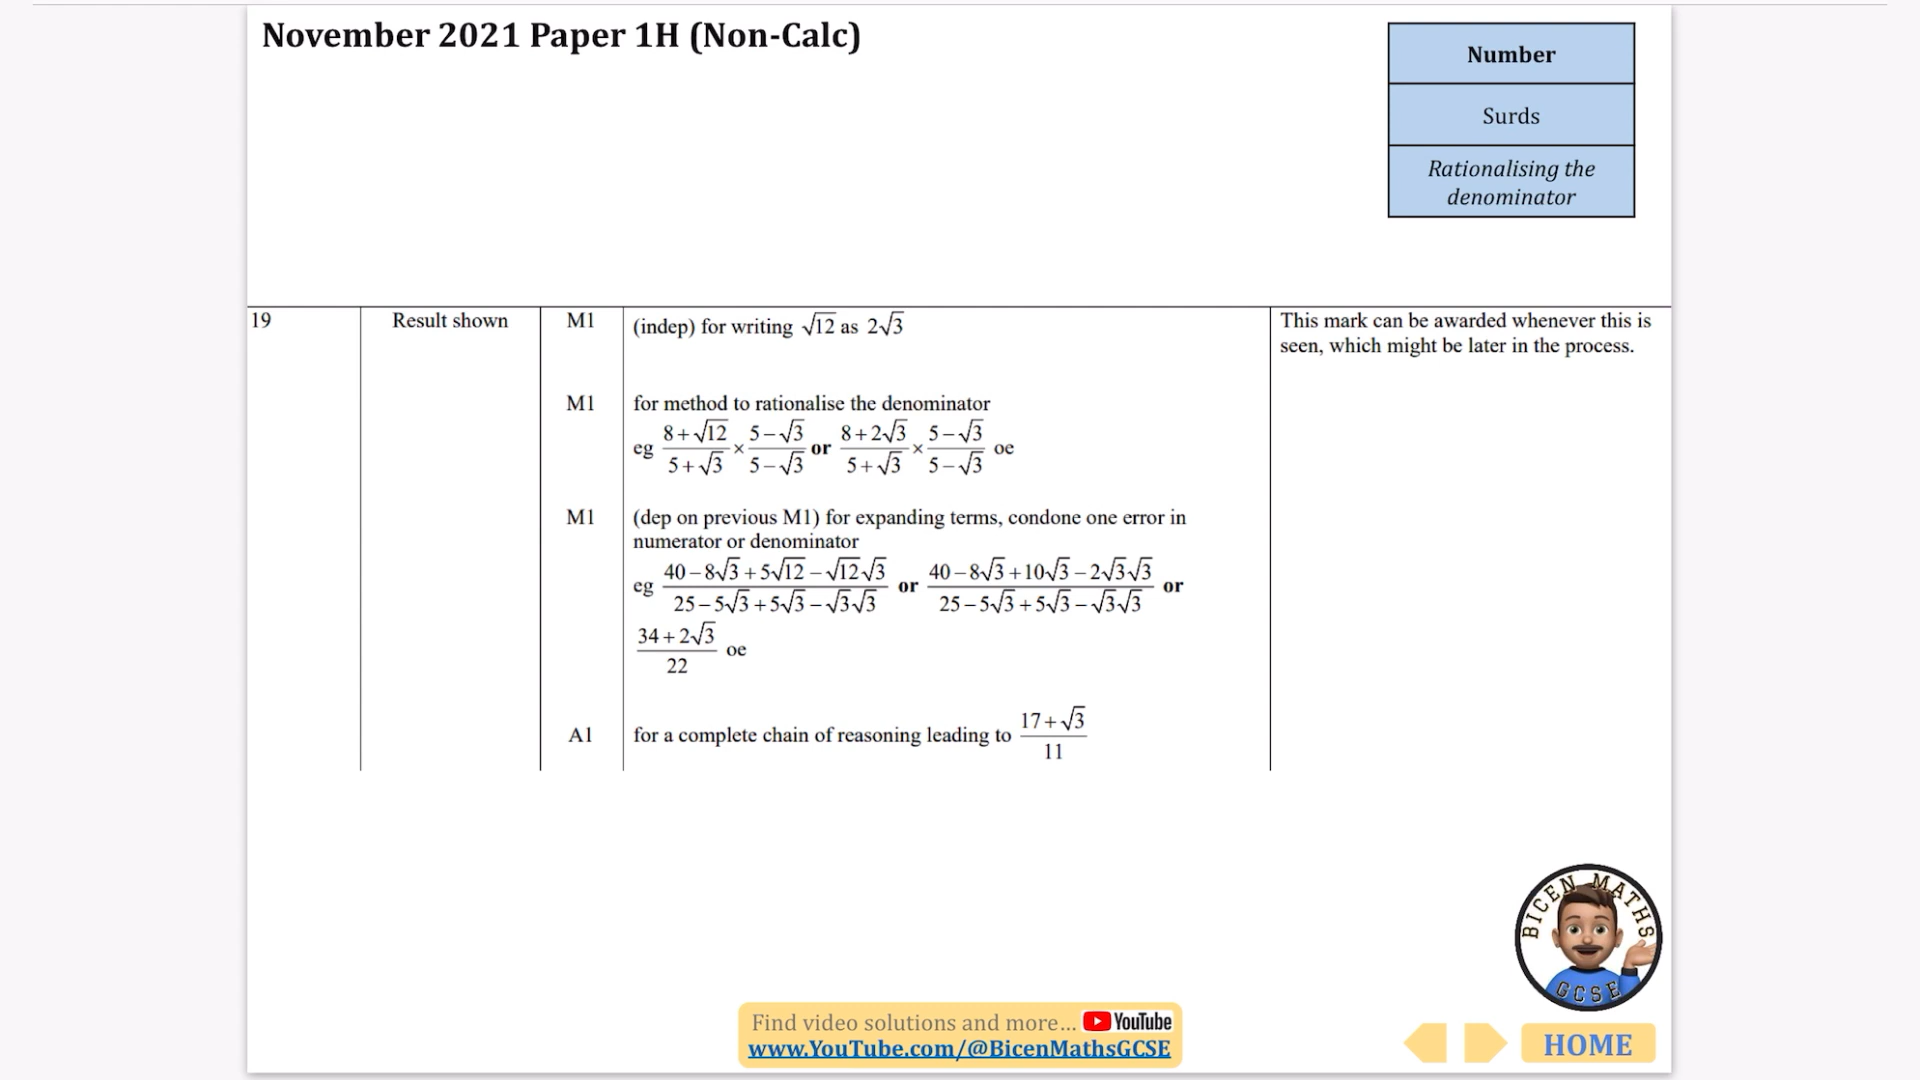 November 2021 Paper 1H (Non-Calc)
Number
Surds
Rationalising the
denominator
19
Result shown
M1
(indep) for writing √12 as 2√3
This mark can be awarded whenever this is
seen, which might be later in the process.
M1
for method to rationalise the denominator
eg (8+√12)/(5+√3) × (5−√3)/(5−√3) or (8+2√3)/(5+√3) × (5−√3)/(5−√3) oe
M1
(dep on previous M1) for expanding terms, condone one error in
numerator or denominator
eg (40−8√3+5√12−√12√3)/(25−5√3+5√3−√3√3) or (40−8√3+10√3−2√3√3)/(25−5√3+5√3−√3√3) or
(34+2√3)/22 oe
A1
for a complete chain of reasoning leading to (17+√3)/11
BICEN MATHS
GCSE
Find video solutions and more... YouTube
www.YouTube.com/@BicenMathsGCSE
HOME